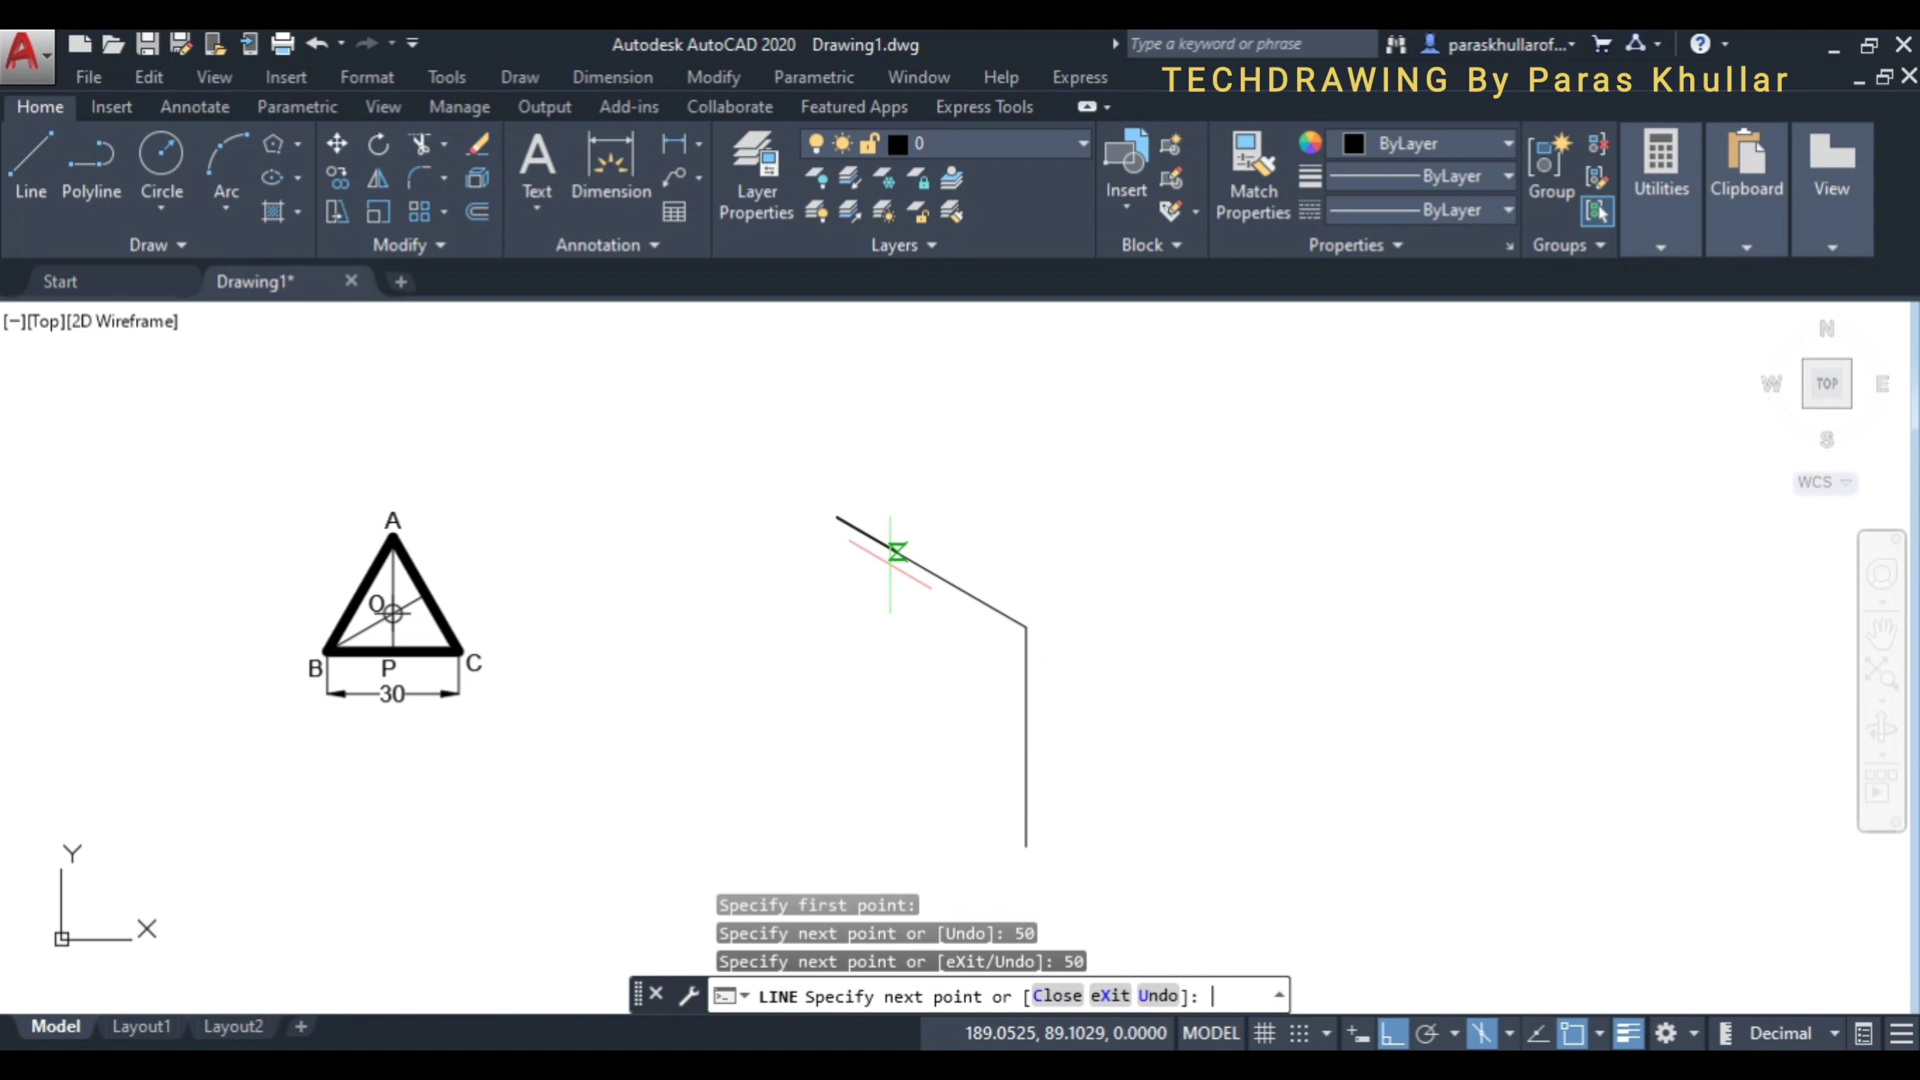 Autodesk AutoCAD 2020 Drawing1.dwg
Type a keyword or phrase
paraskhullarof...
File Edit View Insert Format Tools Draw Dimension Modify Parametric Window Help Express
TECHDRAWING By Paras Khullar
Home Insert Annotate Parametric View Manage Output Add-ins Collaborate Featured Apps Express Tools
0
ByLayer
ByLayer
ByLayer
Line Polyline Circle Arc
Text Dimension
Layer Properties
Insert
Match Properties
Group
Utilities Clipboard View
Draw Modify Annotation Layers Block Properties Groups
Start Drawing1*
[−][Top][2D Wireframe]
N
W TOP E
S
WCS
A
O
B P C
30
Y
X
Specify first point:
Specify next point or [Undo]: 50
Specify next point or [eXit/Undo]: 50
LINE Specify next point or [Close eXit Undo]:
Model Layout1 Layout2
189.0525, 89.1029, 0.0000 MODEL Decimal